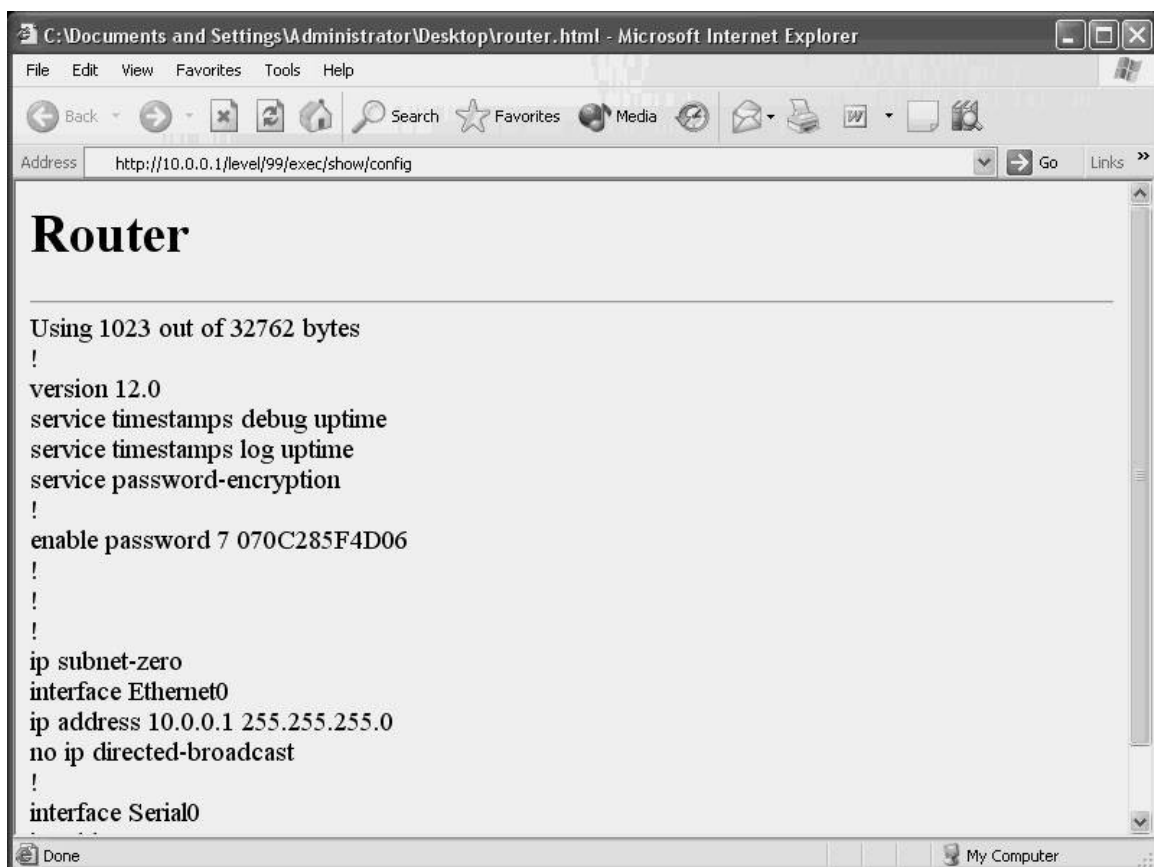 C:\Documents and Settings\Administrator\Desktop\router.html - Microsoft Internet Explorer
File Edit View Favorites Tools Help
Back Search Favorites Media
Address http://10.0.0.1/level/99/exec/show/config Go Links »
Router
Using 1023 out of 32762 bytes
!
version 12.0
service timestamps debug uptime
service timestamps log uptime
service password-encryption
!
enable password 7 070C285F4D06
!
!
!
ip subnet-zero
interface Ethernet0
ip address 10.0.0.1 255.255.255.0
no ip directed-broadcast
!
interface Serial0
Done My Computer